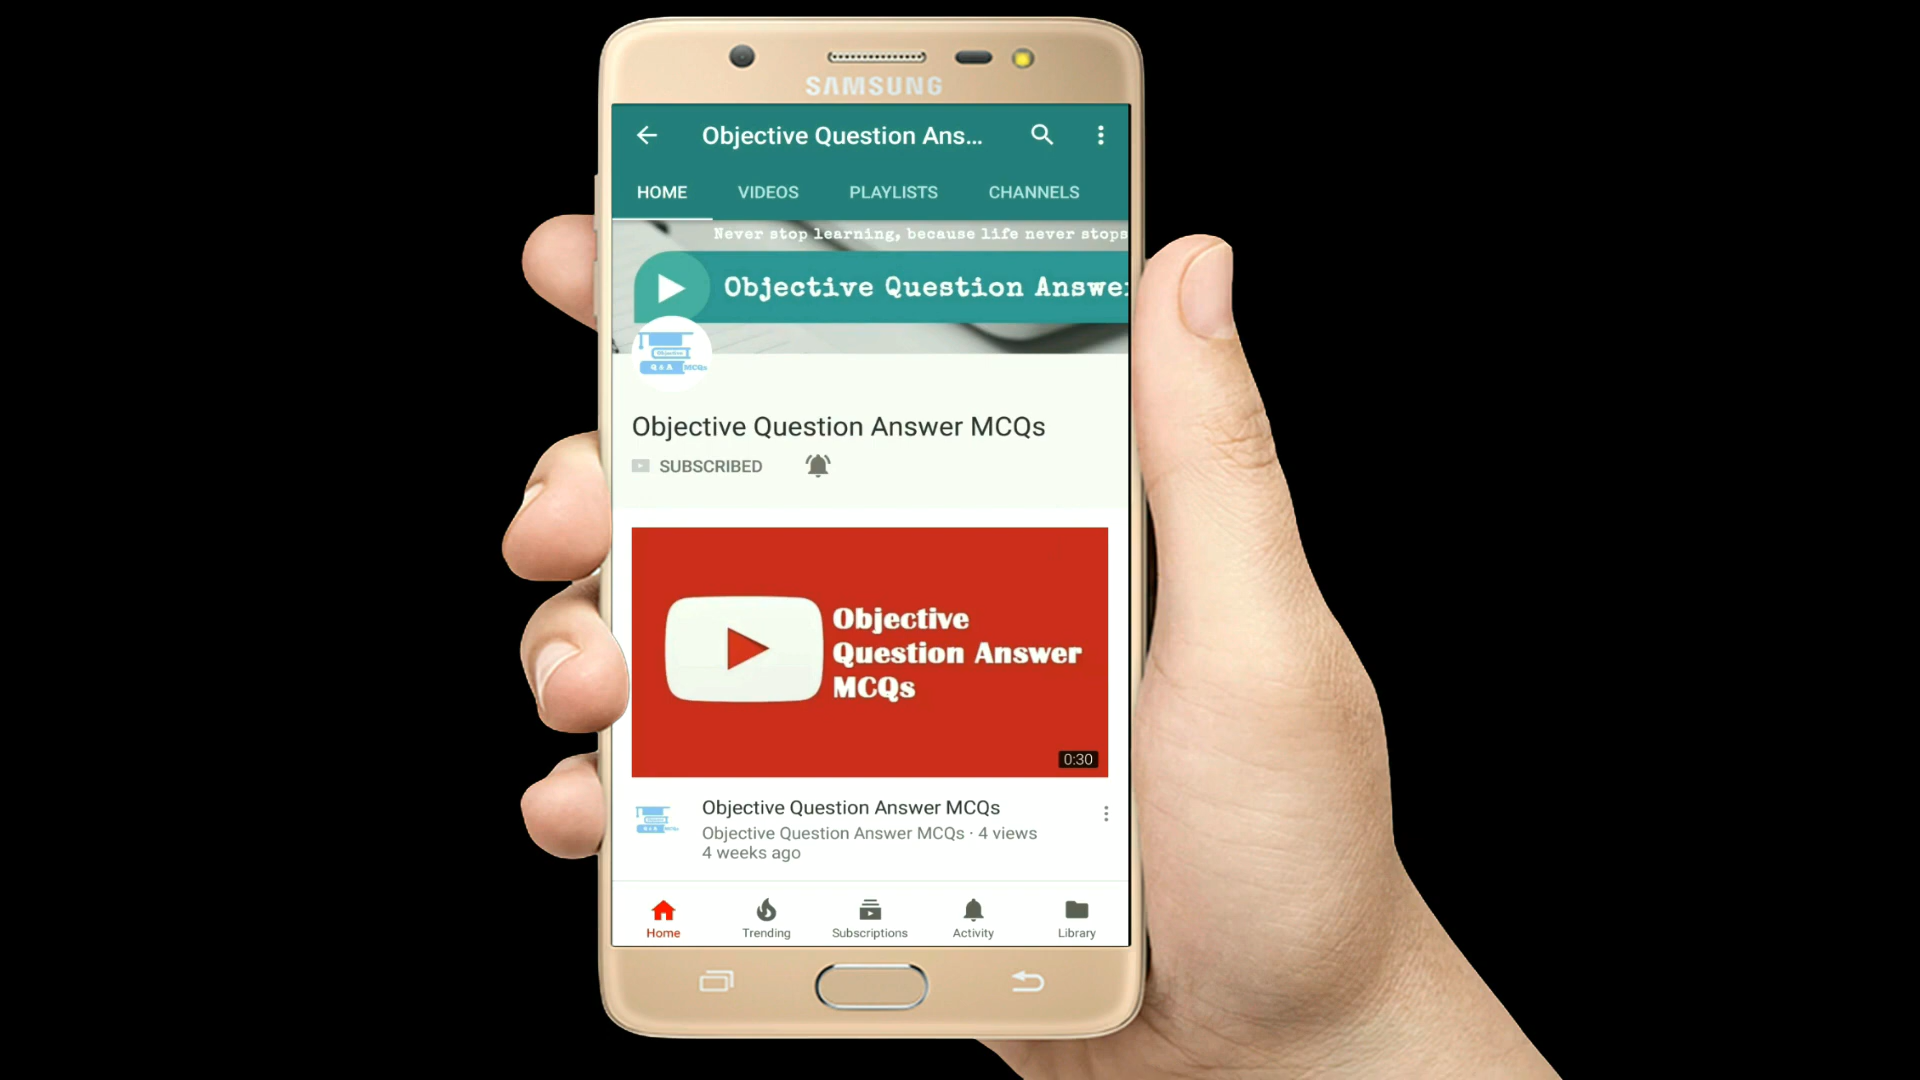 SAMSUNG
Objective Question Ans...
HOME VIDEOS PLAYLISTS CHANNELS
Never stop learning, because life never stops
Objective Question Answe
Objective
Q & A MCQs
Objective Question Answer MCQs
SUBSCRIBED
Objective
Question Answer
MCQs
0:30
Objective Question Answer MCQs
Objective Question Answer MCQs · 4 views
4 weeks ago
Home Trending Subscriptions Activity Library